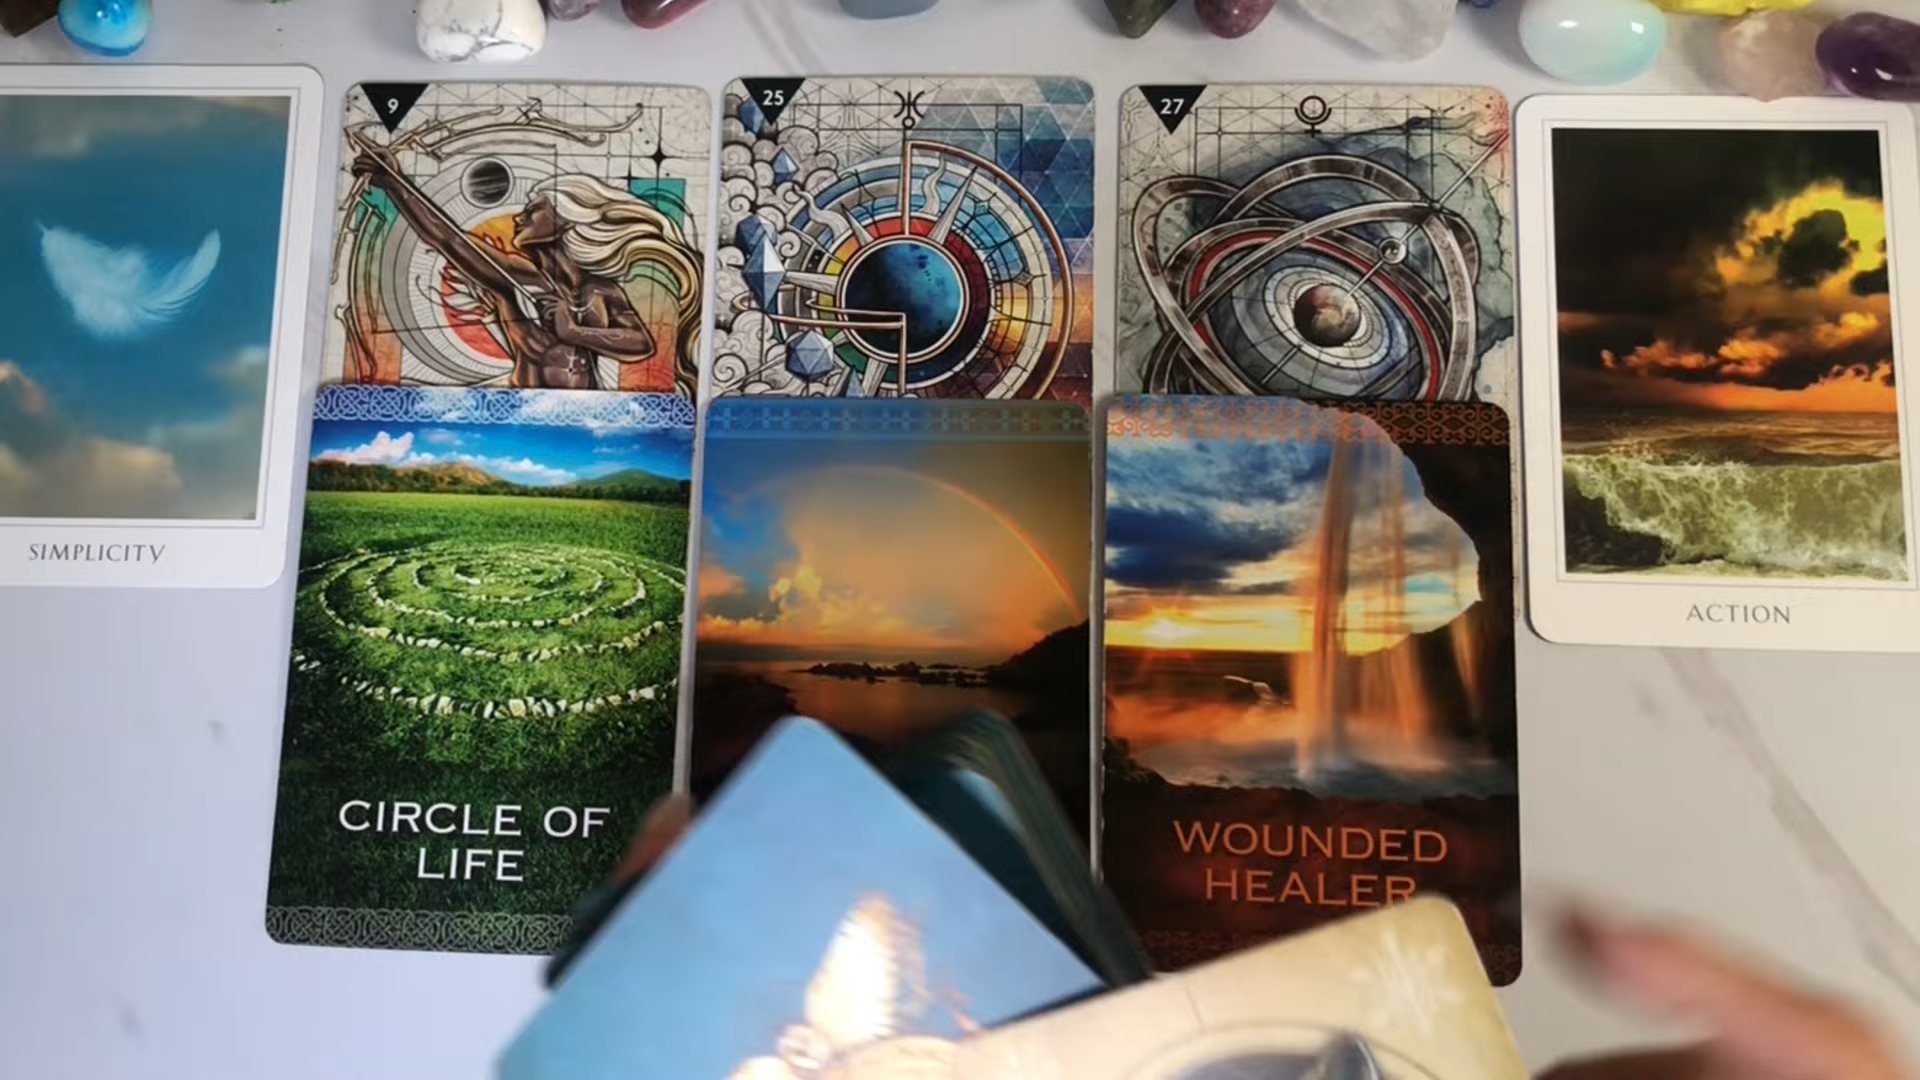 9
25
27
SIMPLICITY
ACTION
CIRCLE OF
LIFE
WOUNDED
HEALER